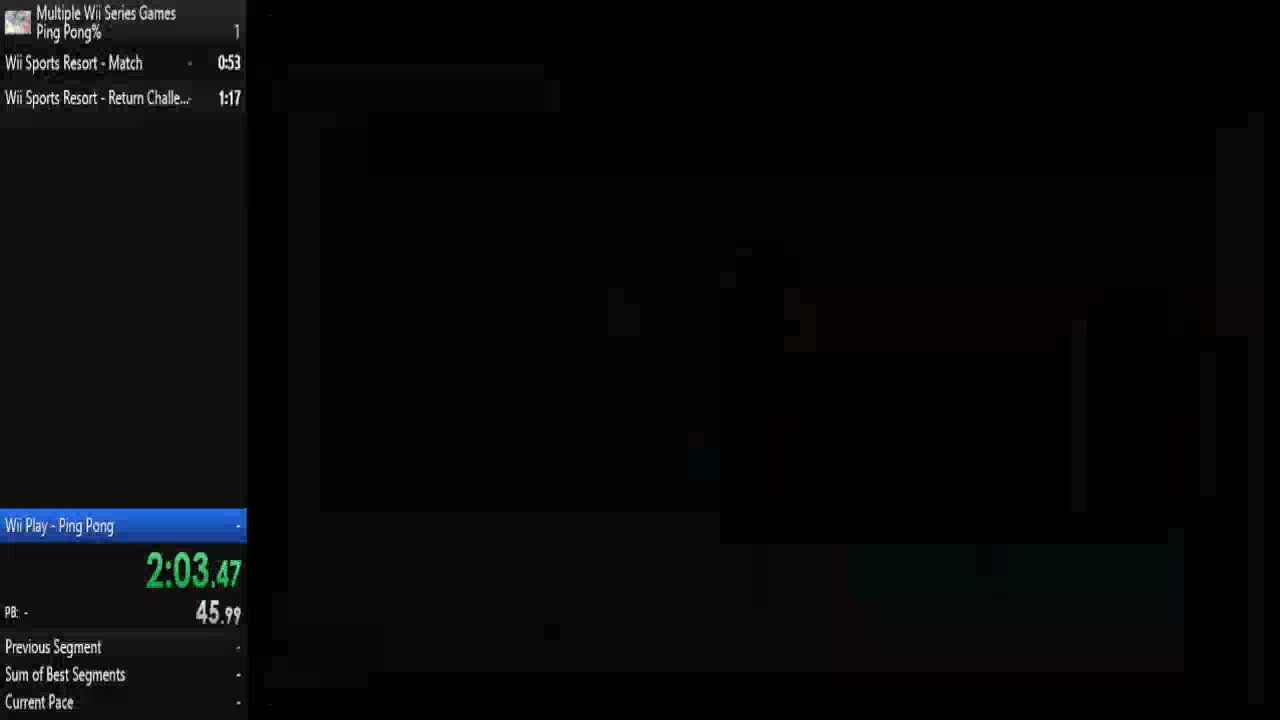 Multiple Wii Series Games
Ping Pong%
1
Wii Sports Resort - Match - 0:53
Wii Sports Resort - Return Challe... - 1:17
Wii Play - Ping Pong -
2:03.47
PB: - 45.99
Previous Segment -
Sum of Best Segments -
Current Pace -